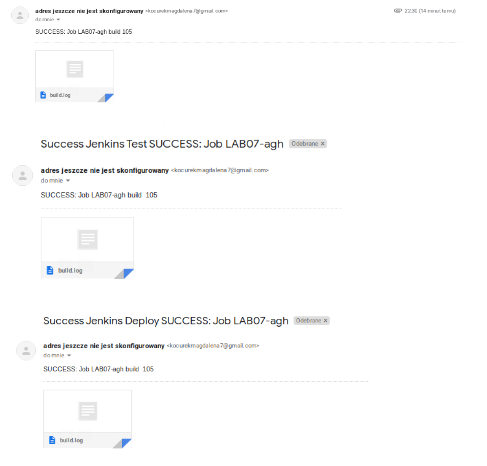 adres jeszcze nie jest skonfigurowany <kocurekmagdalena7@gmail.com> 22:30 (14 minut temu)
do mnie
SUCCESS: Job LAB07-agh build 105
build.log
Success Jenkins Test SUCCESS: Job LAB07-agh Odebrane x
adres jeszcze nie jest skonfigurowany <kocurekmagdalena7@gmail.com>
do mnie
SUCCESS: Job LAB07-agh build 105
build.log
Success Jenkins Deploy SUCCESS: Job LAB07-agh Odebrane x
adres jeszcze nie jest skonfigurowany <kocurekmagdalena7@gmail.com>
do mnie
SUCCESS: Job LAB07-agh build 105
build.log